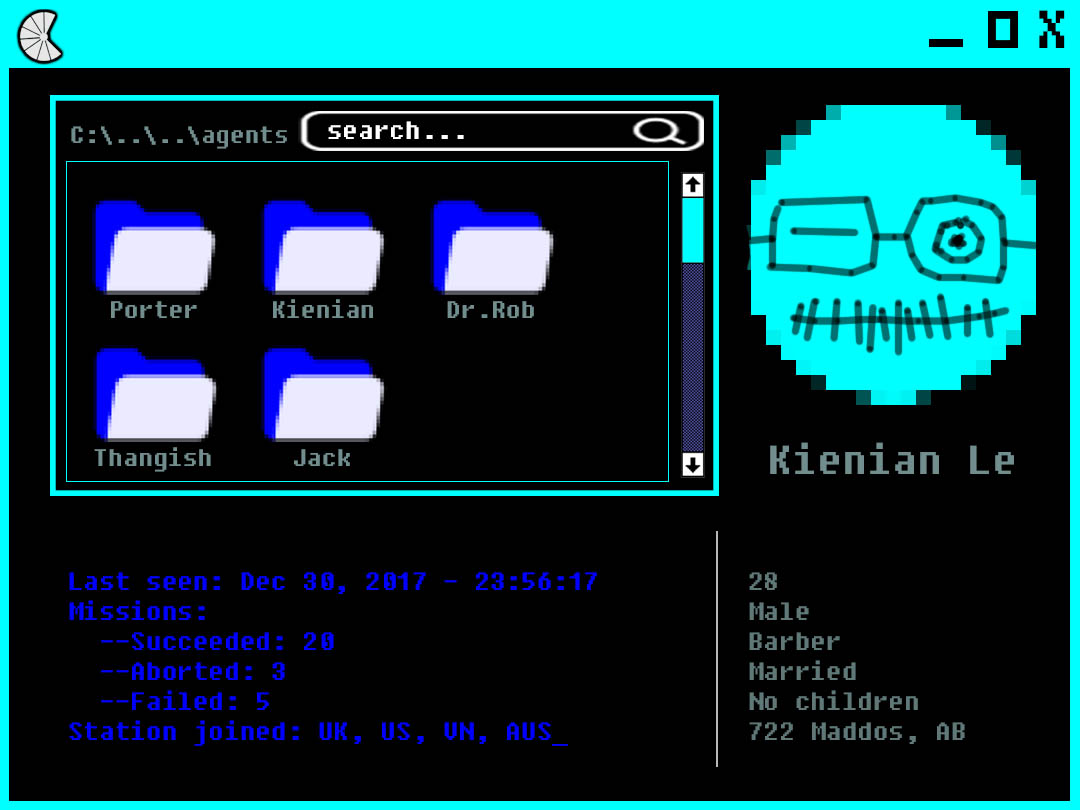 C:\..\..\agents
search...
Porter Kienian Dr.Rob
Thangish Jack
Kienian Le
Last seen: Dec 30, 2017 - 23:56:17
Missions:
--Succeeded: 20
--Aborted: 3
--Failed: 5
Station joined: UK, US, VN, AUS_
28
Male
Barber
Married
No children
722 Maddos, AB